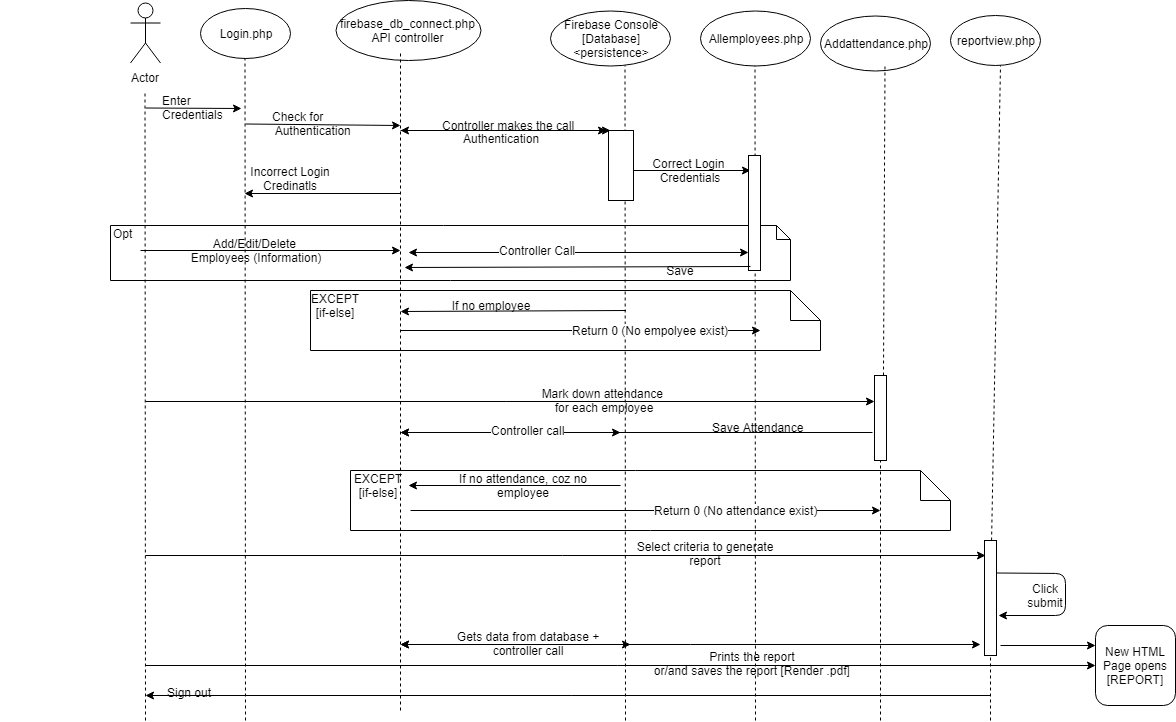 Actor
Login.php
firebase_db_connect.php
API controller
Firebase Console
[Database]
<persistence>
Allemployees.php
Addattendance.php
reportview.php
Enter
Credentials
Check for
Authentication
Controller makes the call
Authentication
Correct Login
Credentials
Incorrect Login
Credinatls
Opt
Add/Edit/Delete
Employees (Information)
Controller Call
Save
EXCEPT
[if-else]
If no employee
Return 0 (No empolyee exist)
Mark down attendance
for each employee
Controller call
Save Attendance
EXCEPT
[if-else]
If no attendance, coz no
employee
Return 0 (No attendance exist)
Select criteria to generate
report
Click
submit
Gets data from database +
controller call
Prints the report
or/and saves the report [Render .pdf]
New HTML
Page opens
[REPORT]
Sign out